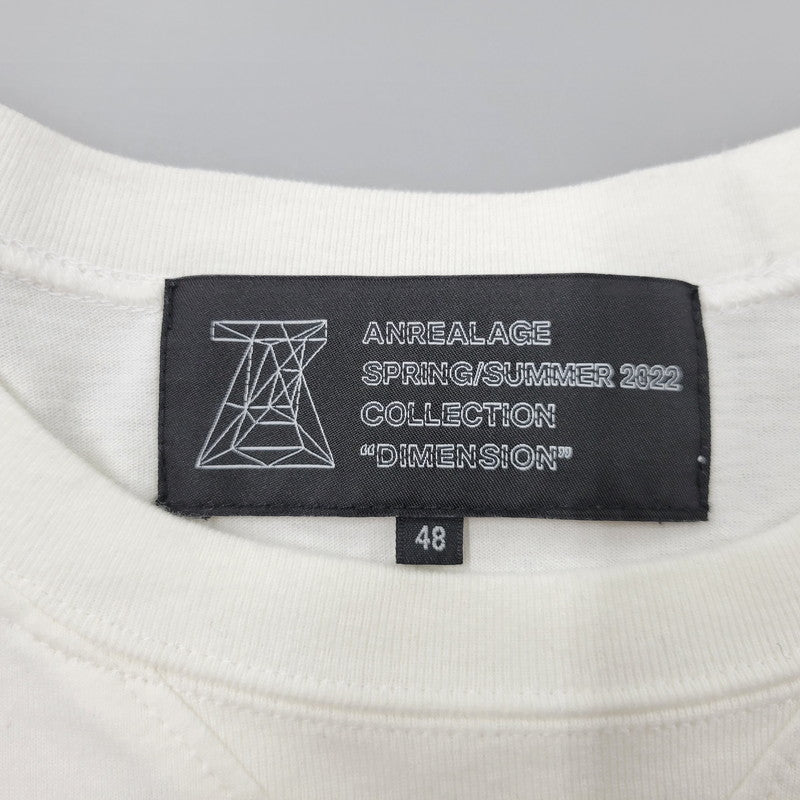 ANREALAGE
SPRING/SUMMER 2022
COLLECTION
“DIMENSION”
48